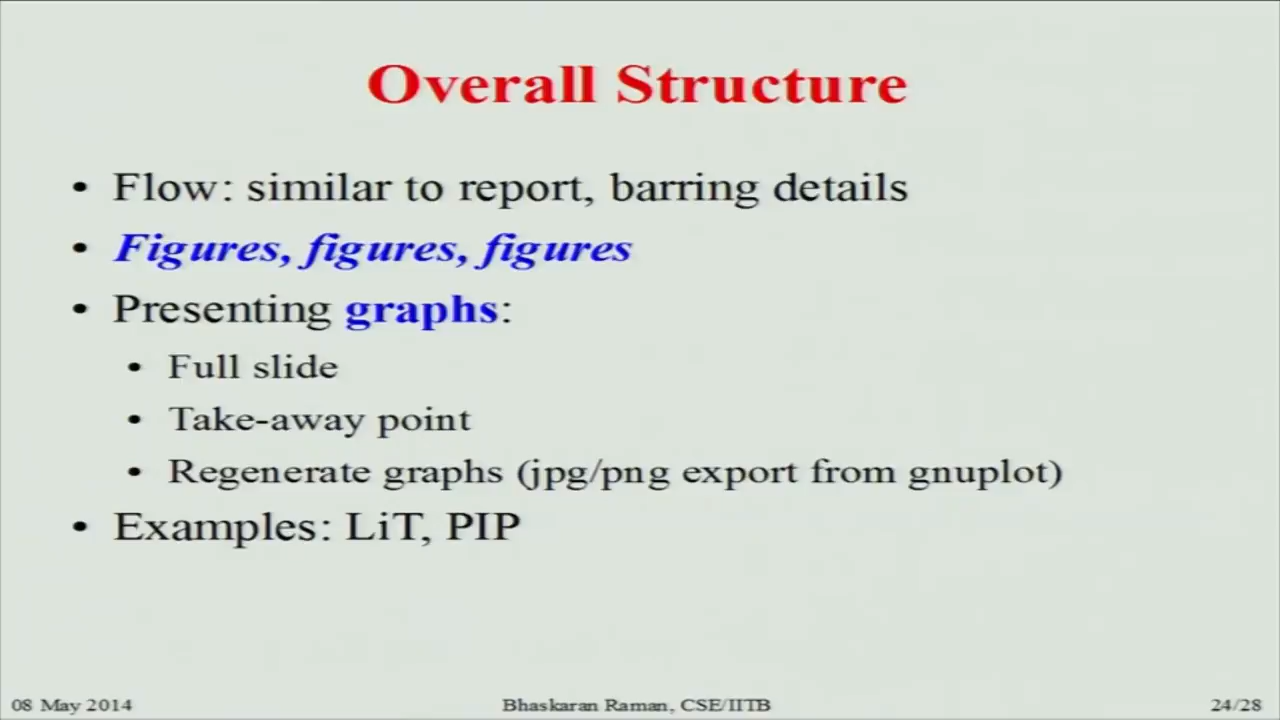 Overall Structure
• Flow: similar to report, barring details
• Figures, figures, figures
• Presenting graphs:
• Full slide
• Take-away point
• Regenerate graphs (jpg/png export from gnuplot)
• Examples: LiT, PIP
08 May 2014 Bhaskaran Raman, CSE/IITB 24/28